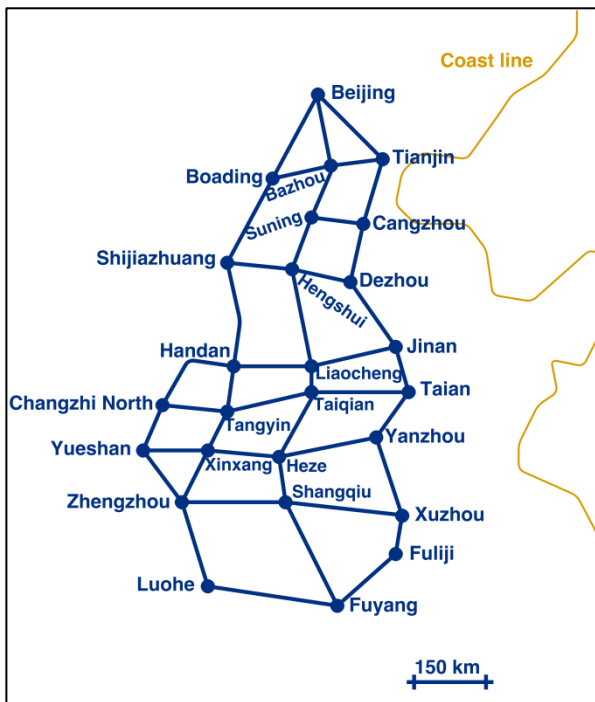 Coast line
Beijing
Tianjin
Boading
Bazhou
Suning
Cangzhou
Shijiazhuang
Hengshui
Dezhou
Jinan
Handan
Liaocheng
Taian
Changzhi North
Taiqian
Tangyin
Yanzhou
Yueshan
Xinxang
Heze
Shangqiu
Zhengzhou
Xuzhou
Fuliji
Luohe
Fuyang
150 km